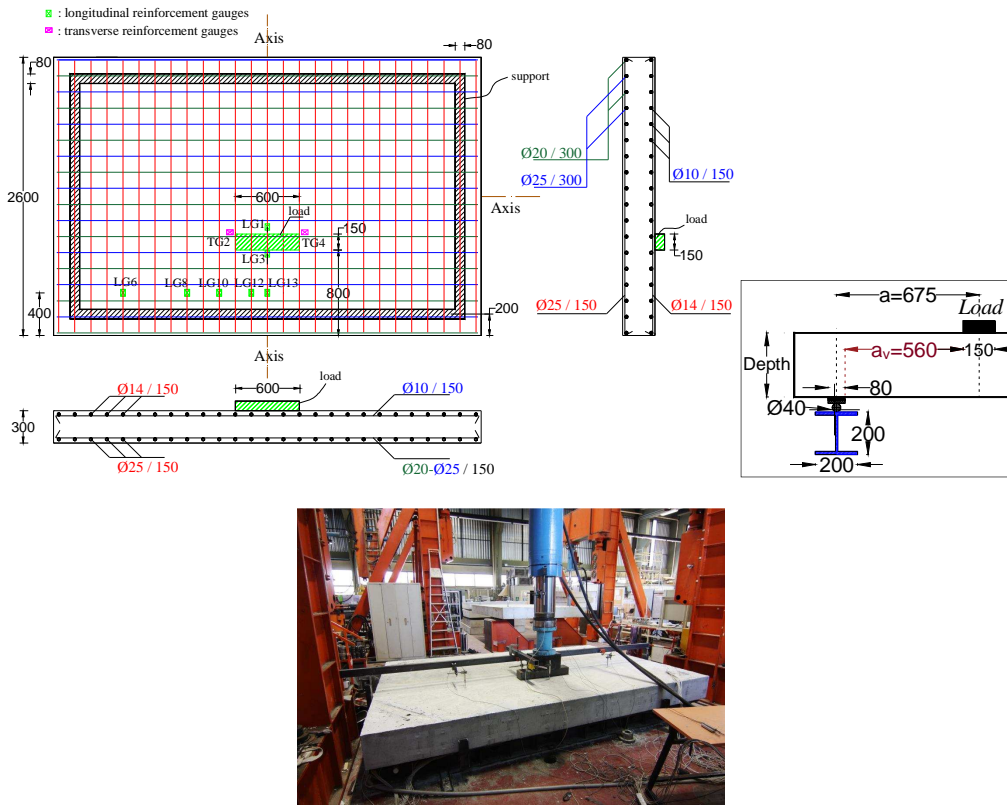 : longitudinal reinforcement gauges
: transverse reinforcement gauges
Axis
80
80
support
2600
600
load
LG1
150
TG2
TG4
LG3
Axis
LG6
LG8
LG10
LG12
LG13
800
400
200
Axis
Ø20 / 300
Ø25 / 300
Ø10 / 150
load
150
Ø25 / 150
Ø14 / 150
a=675
Load
Depth
av=560
150
80
Ø40
200
200
Ø14 / 150
600
load
Ø10 / 150
300
Ø25 / 150
Ø20-Ø25 / 150